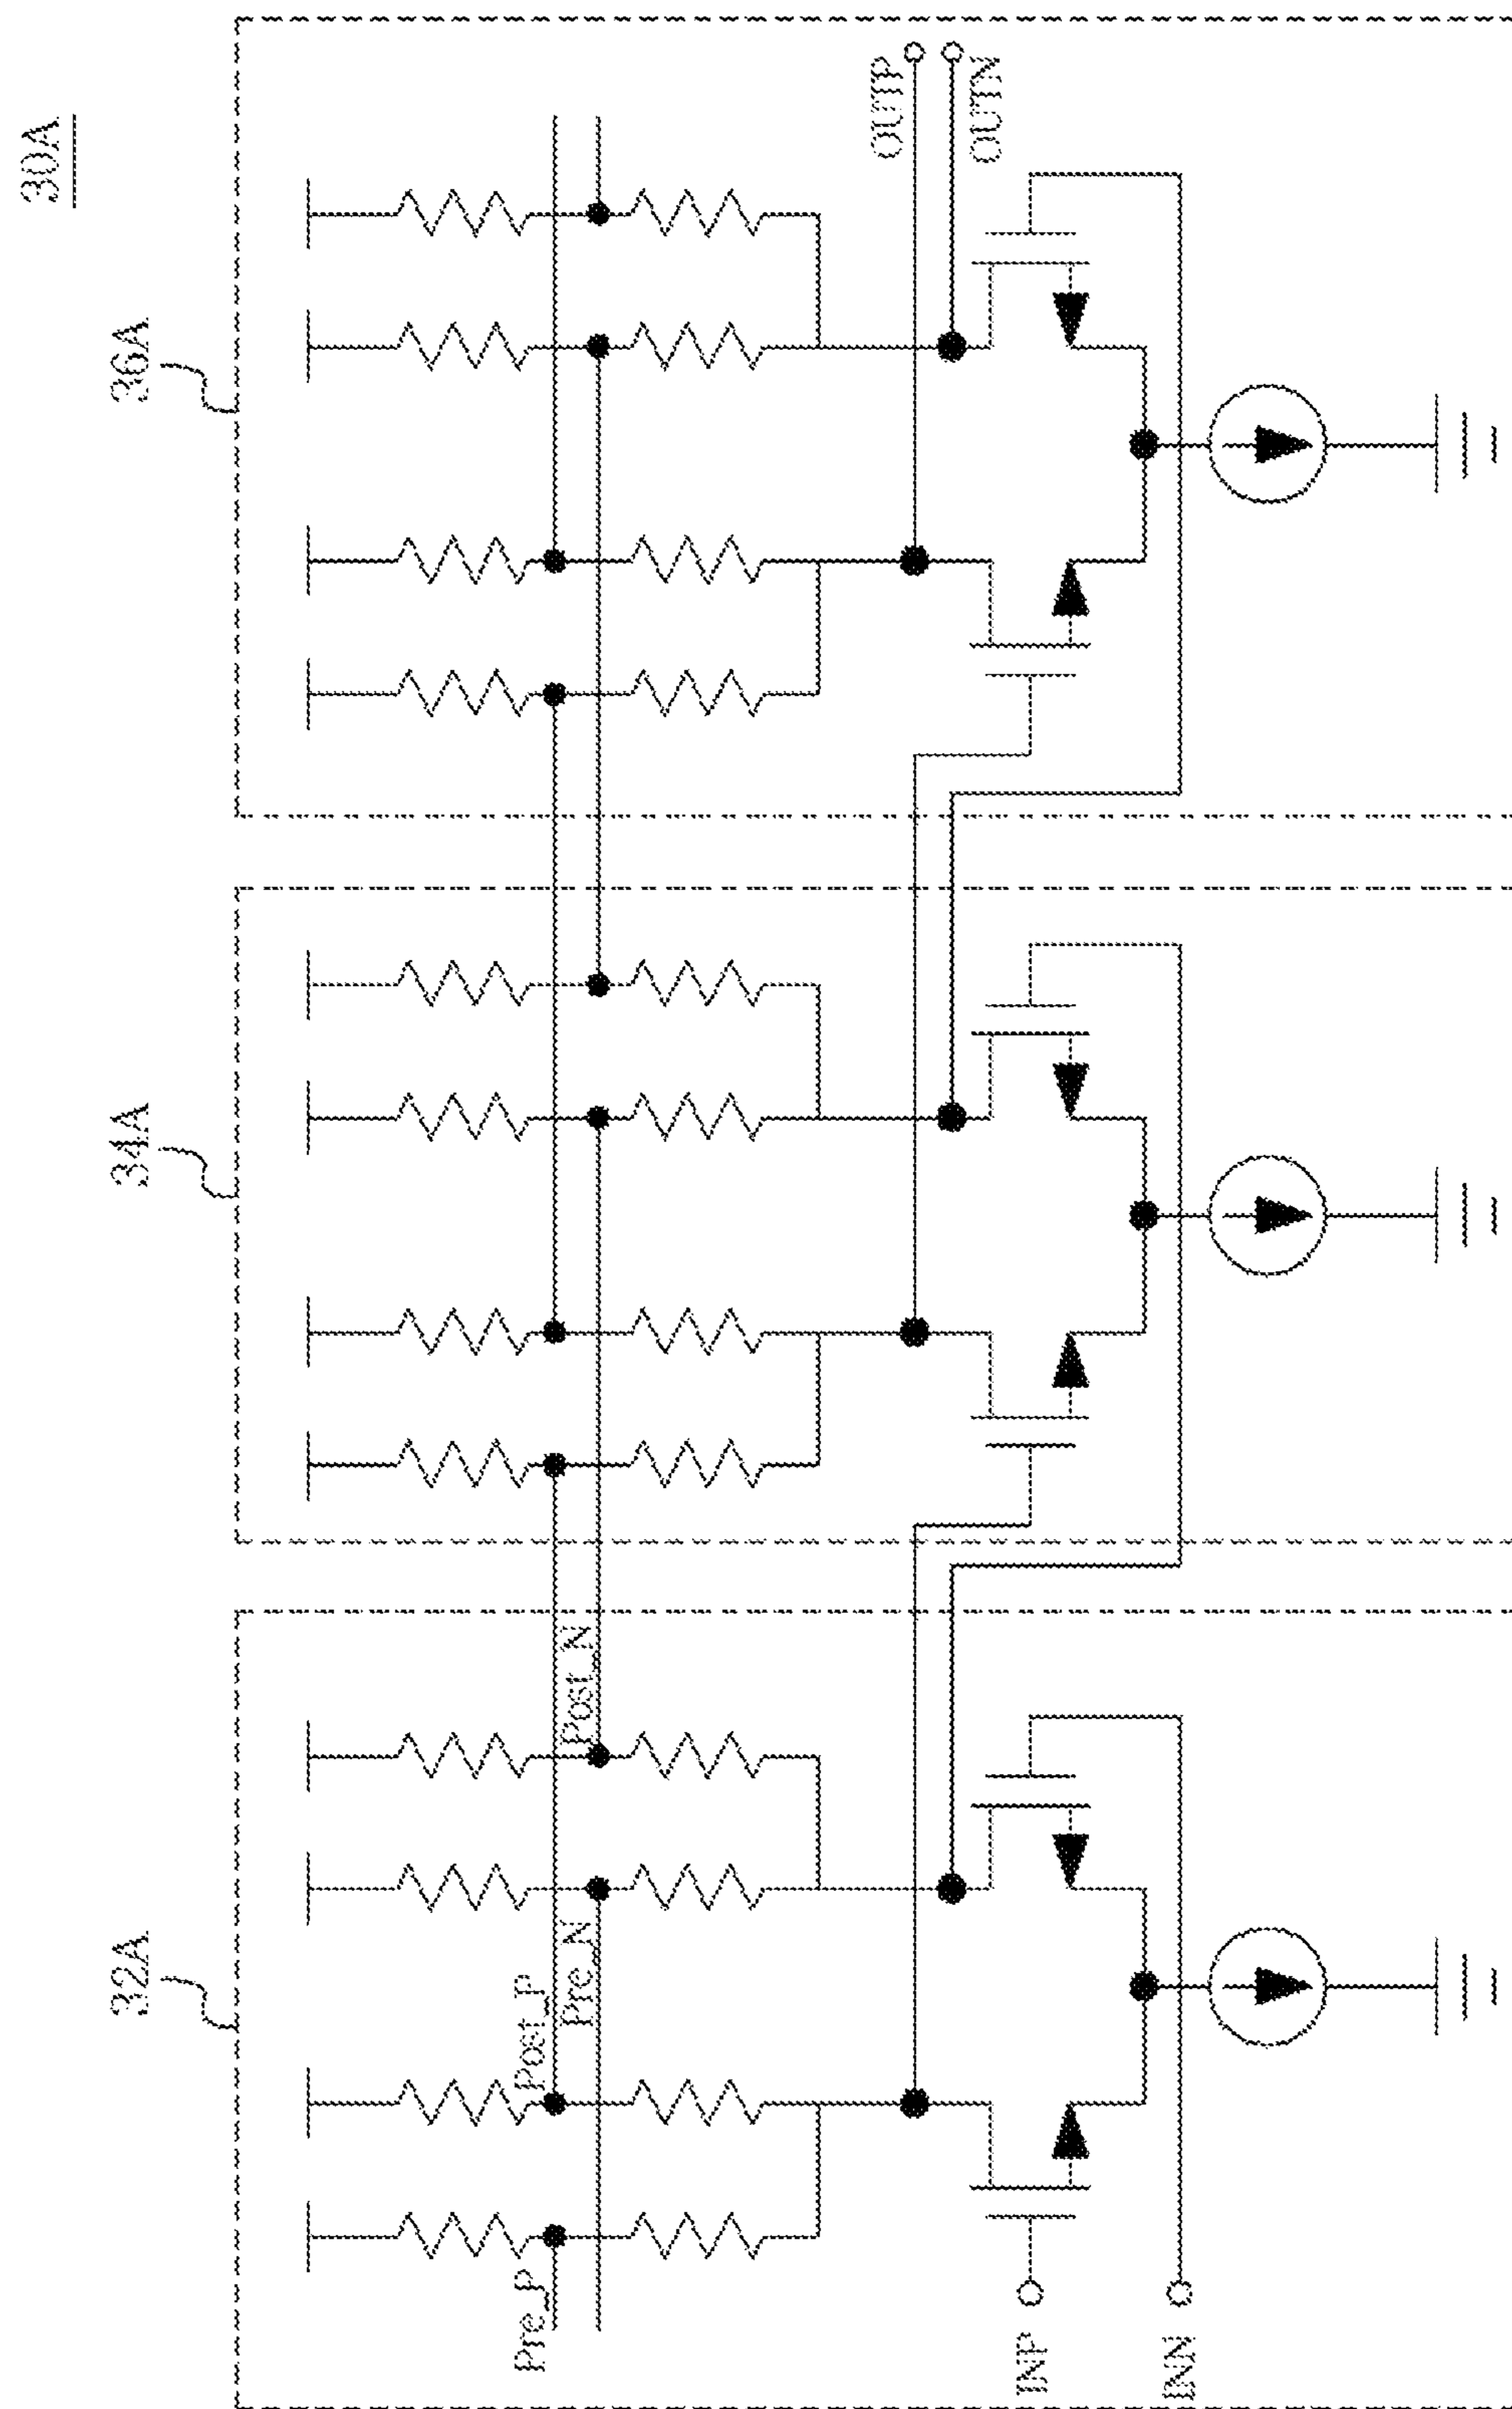 30A
32A
34A
36A
Pre_P
Post_P
Pre_N
Post_N
OUTP
OUTN
INP
INN